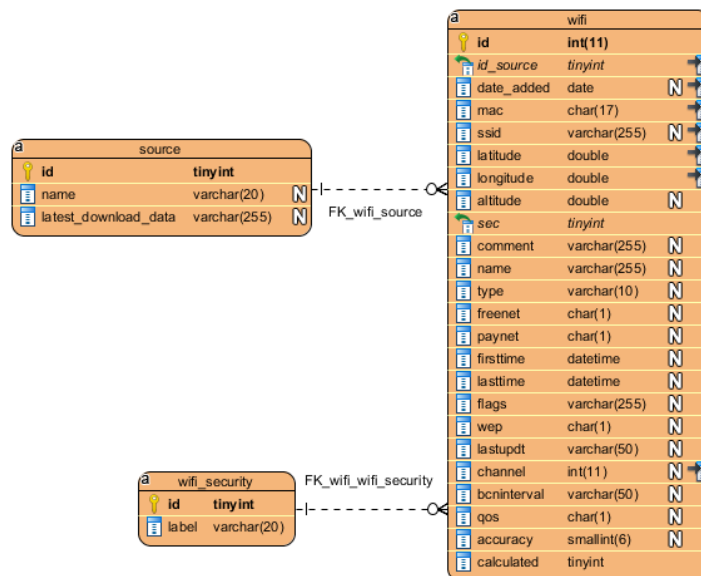 a
wifi
id int(11)
id_source tinyint
date_added date N
mac char(17)
ssid varchar(255) N
latitude double
longitude double
altitude double N
sec tinyint
comment varchar(255) N
name varchar(255) N
type varchar(10) N
freenet char(1) N
paynet char(1) N
firsttime datetime N
lasttime datetime N
flags varchar(255) N
wep char(1) N
lastupdt varchar(50) N
channel int(11) N
bcninterval varchar(50) N
qos char(1) N
accuracy smallint(6) N
calculated tinyint
a
source
id tinyint
name varchar(20) N
latest_download_data varchar(255) N
FK_wifi_source
a
wifi_security
id tinyint
label varchar(20)
FK_wifi_wifi_security